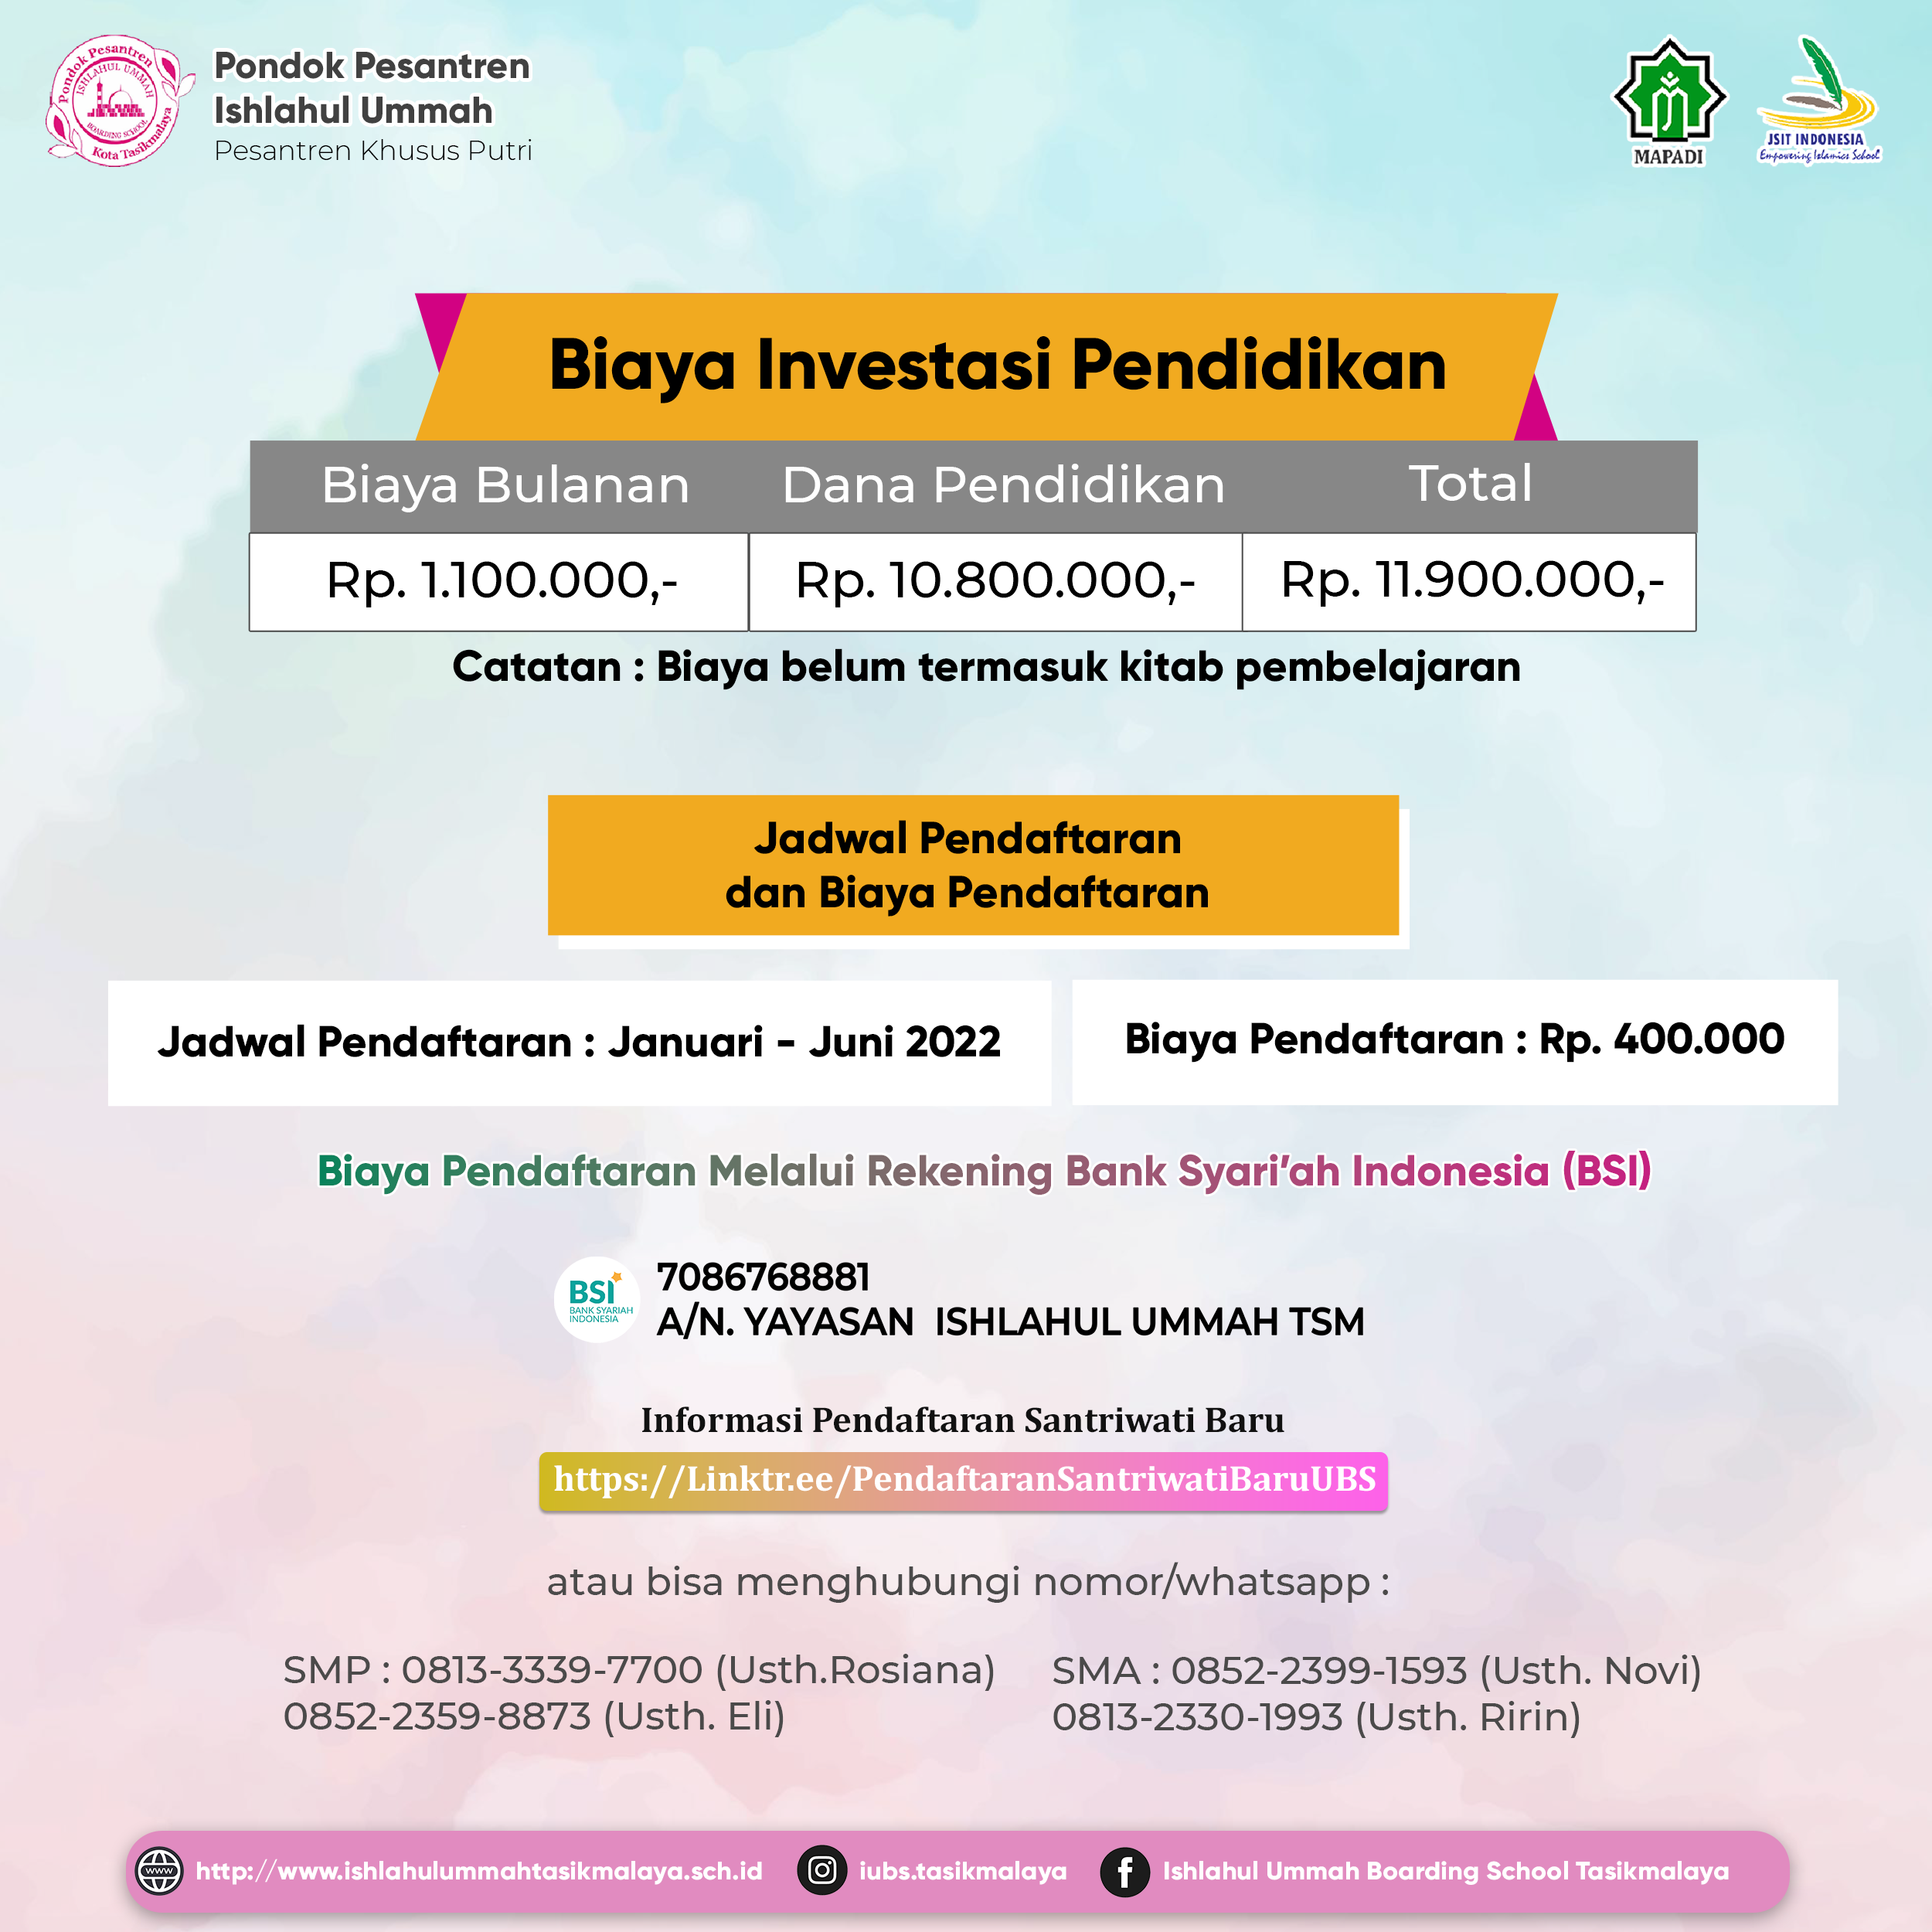 Pondok Pesantren
ISHLAHUL UMMAH
BOARDING SCHOOL
Kota Tasikmalaya
Pondok Pesantren
Ishlahul Ummah
Pesantren Khusus Putri
MAPADI
JSIT INDONESIA
Empowering Islamics School
Biaya Investasi Pendidikan
Biaya Bulanan Dana Pendidikan Total
Rp. 1.100.000,- Rp. 10.800.000,- Rp. 11.900.000,-
Catatan : Biaya belum termasuk kitab pembelajaran
Jadwal Pendaftaran
dan Biaya Pendaftaran
Jadwal Pendaftaran : Januari - Juni 2022
Biaya Pendaftaran : Rp. 400.000
Biaya Pendaftaran Melalui Rekening Bank Syari’ah Indonesia (BSI)
BSI
BANK SYARIAH
INDONESIA
7086768881
A/N. YAYASAN ISHLAHUL UMMAH TSM
Informasi Pendaftaran Santriwati Baru
https://Linktr.ee/PendaftaranSantriwatiBaruUBS
atau bisa menghubungi nomor/whatsapp :
SMP : 0813-3339-7700 (Usth.Rosiana)
0852-2359-8873 (Usth. Eli)
SMA : 0852-2399-1593 (Usth. Novi)
0813-2330-1993 (Usth. Ririn)
www http://www.ishlahulummahtasikmalaya.sch.id iubs.tasikmalaya Ishlahul Ummah Boarding School Tasikmalaya